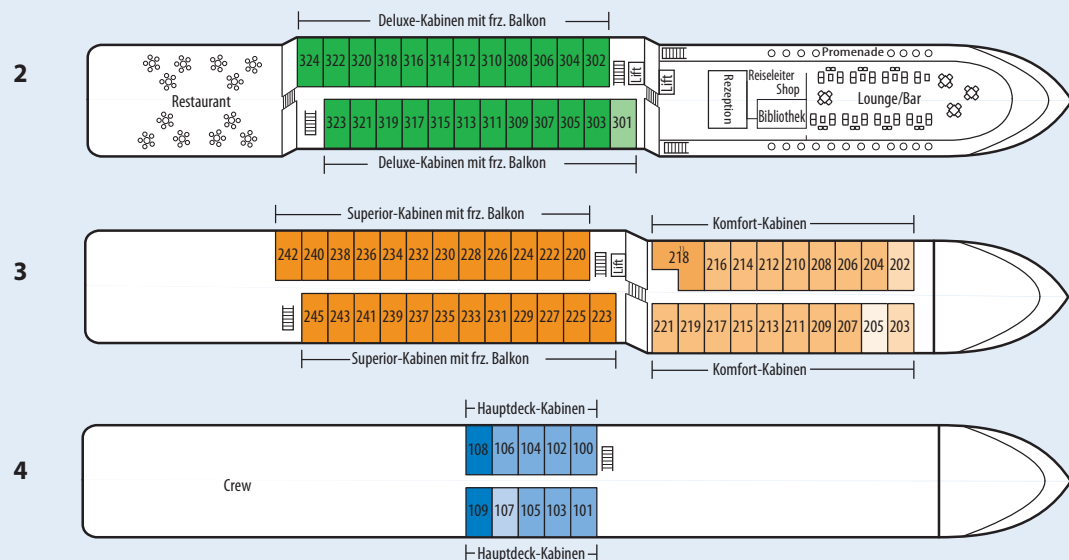 Deluxe-Kabinen mit frz. Balkon
2
324 322 320 318 316 314 312 310 308 306 304 302
Lift
Lift
Restaurant
Promenade
Rezeption
Reiseleiter
Shop
Bibliothek
Lounge/Bar
323 321 319 317 315 313 311 309 307 305 303 301
Deluxe-Kabinen mit frz. Balkon
Superior-Kabinen mit frz. Balkon
Komfort-Kabinen
3
242 240 238 236 234 232 230 228 226 224 222 220
Lift
218 216 214 212 210 208 206 204 202
245 243 241 239 237 235 233 231 229 227 225 223
221 219 217 215 213 211 209 207 205 203
Superior-Kabinen mit frz. Balkon
Komfort-Kabinen
Hauptdeck-Kabinen
4
108 106 104 102 100
Crew
109 107 105 103 101
Hauptdeck-Kabinen